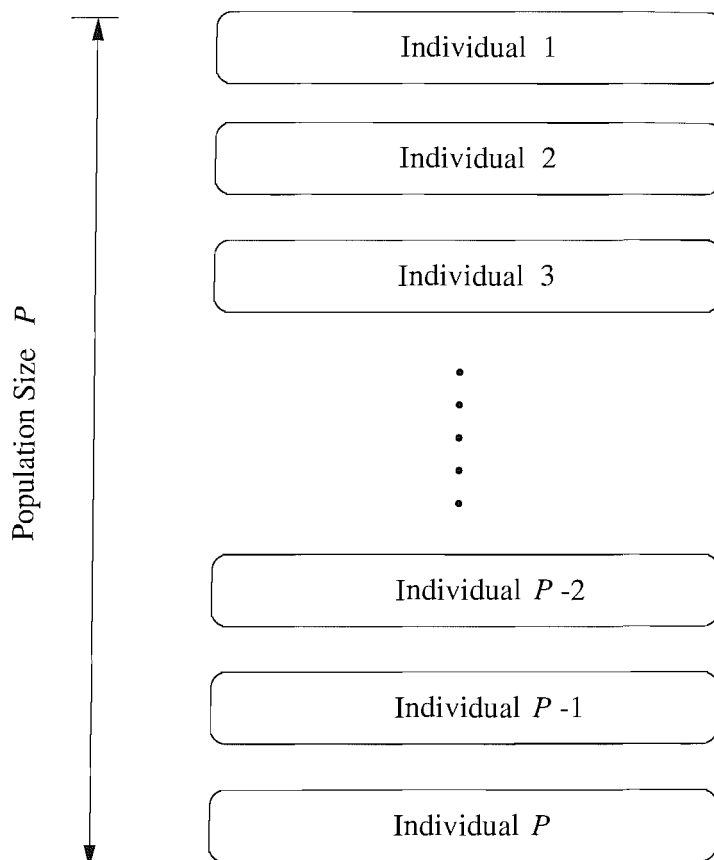 Individual 1
Individual 2
Individual 3
Population Size P
Individual P-2
Individual P-1
Individual P